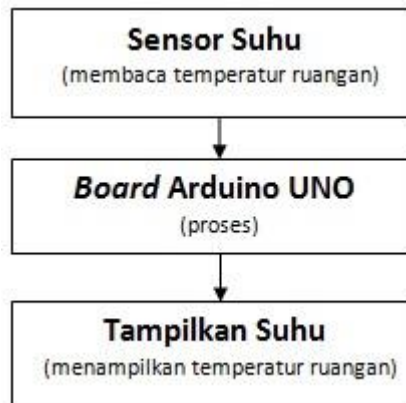 Sensor Suhu
(membaca temperatur ruangan)
Board Arduino UNO
(proses)
Tampilkan Suhu
(menampilkan temperatur ruangan)